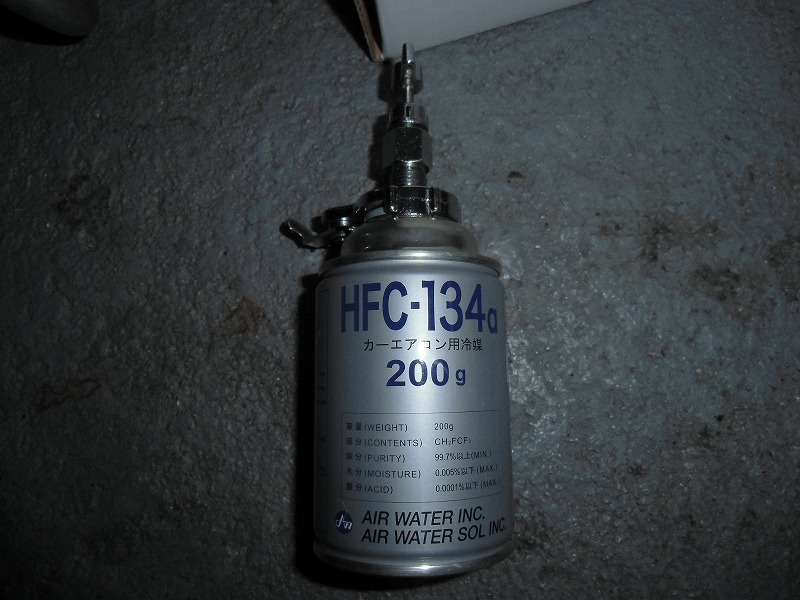 HFC-134a
カーエアコン用冷媒
200g
容量(WEIGHT) 200g
成分(CONTENTS) CH₂FCF₃
純分(PURITY) 99.7%以上(MIN.)
水分(MOISTURE) 0.005%以下(MAX.)
酸分(ACID) 0.0001%以下(MAX.)
AW AIR WATER INC.
AIR WATER SOL INC.